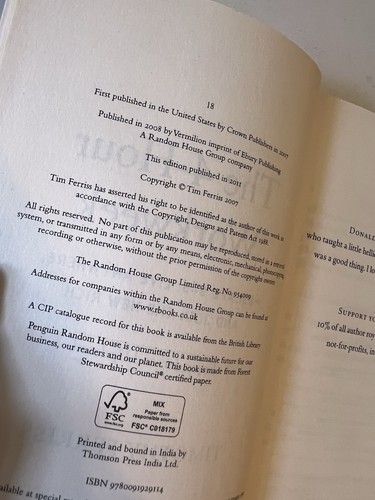 18
First published in the United States by Crown Publishers in 2007
Published in 2008 by Vermilion imprint of Ebury Publishing
A Random House Group company
This edition published in 2011
Copyright © Tim Ferriss 2007
Tim Ferriss has asserted his right to be identified as the author of this work in
accordance with the Copyright, Designs and Patents Act 1988
All rights reserved. No part of this publication may be reproduced, stored in a retrieval
system, or transmitted in any form or by any means, electronic, mechanical, photocopying,
recording or otherwise, without the prior permission of the copyright owner.
The Random House Group Limited Reg. No. 954009
Addresses for companies within the Random House Group can be found at
www.rbooks.co.uk
A CIP catalogue record for this book is available from the British Library
Penguin Random House is committed to a sustainable future for our
business, our readers and our planet. This book is made from Forest
Stewardship Council® certified paper.
FSC
www.fsc.org
MIX
Paper from
responsible sources
FSC® C018179
Printed and bound in India by
Thomson Press India Ltd.
ISBN 9780091929114
available at special
DONAL
who taught a little
was a good thing. I
SUPPORT
10% of all author
not-for-profits, in